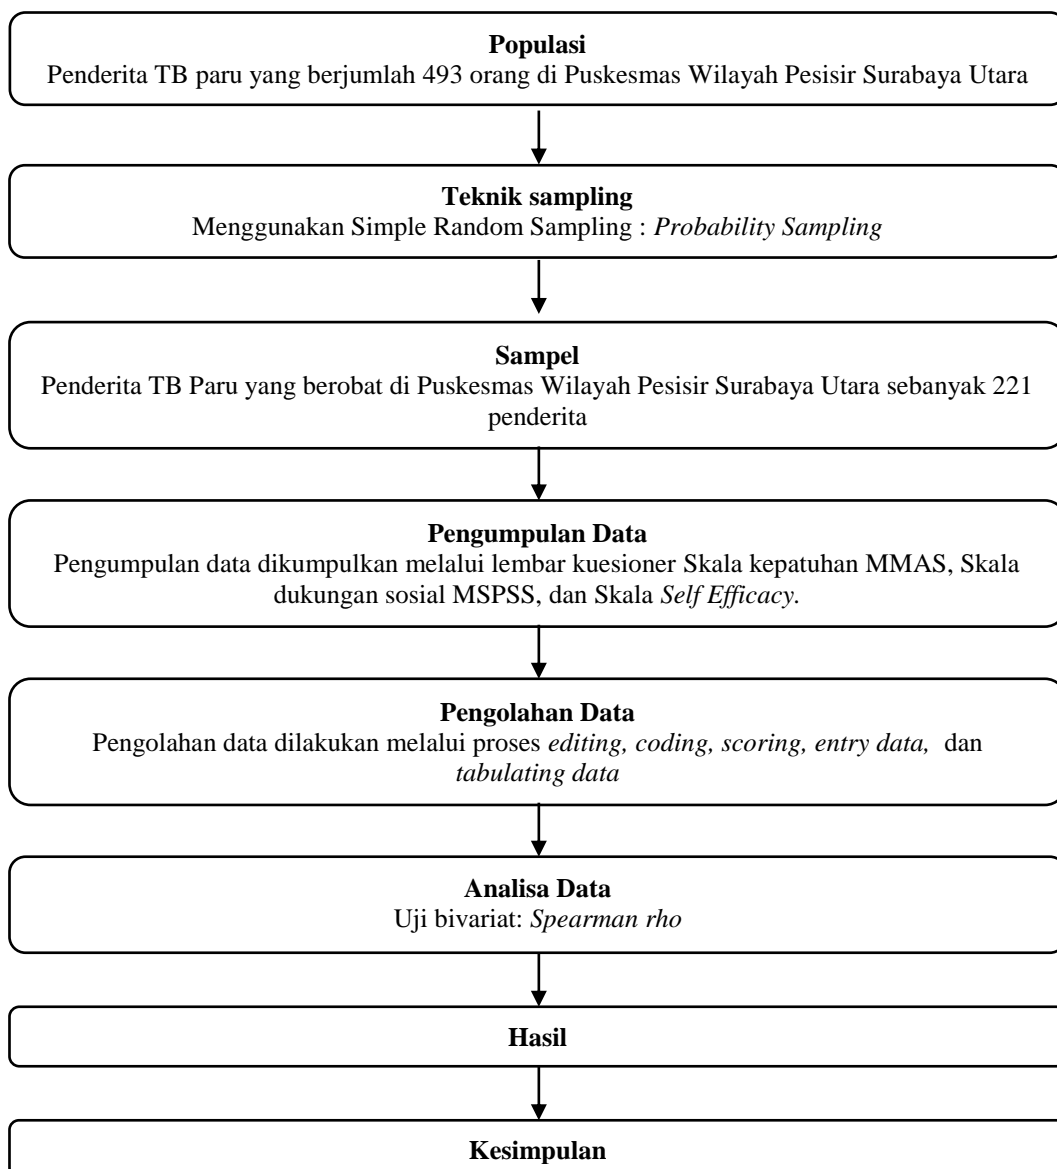 Populasi
Penderita TB paru yang berjumlah 493 orang di Puskesmas Wilayah Pesisir Surabaya Utara
Teknik sampling
Menggunakan Simple Random Sampling : Probability Sampling
Sampel
Penderita TB Paru yang berobat di Puskesmas Wilayah Pesisir Surabaya Utara sebanyak 221
penderita
Pengumpulan Data
Pengumpulan data dikumpulkan melalui lembar kuesioner Skala kepatuhan MMAS, Skala
dukungan sosial MSPSS, dan Skala Self Efficacy.
Pengolahan Data
Pengolahan data dilakukan melalui proses editing, coding, scoring, entry data, dan
tabulating data
Analisa Data
Uji bivariat: Spearman rho
Hasil
Kesimpulan